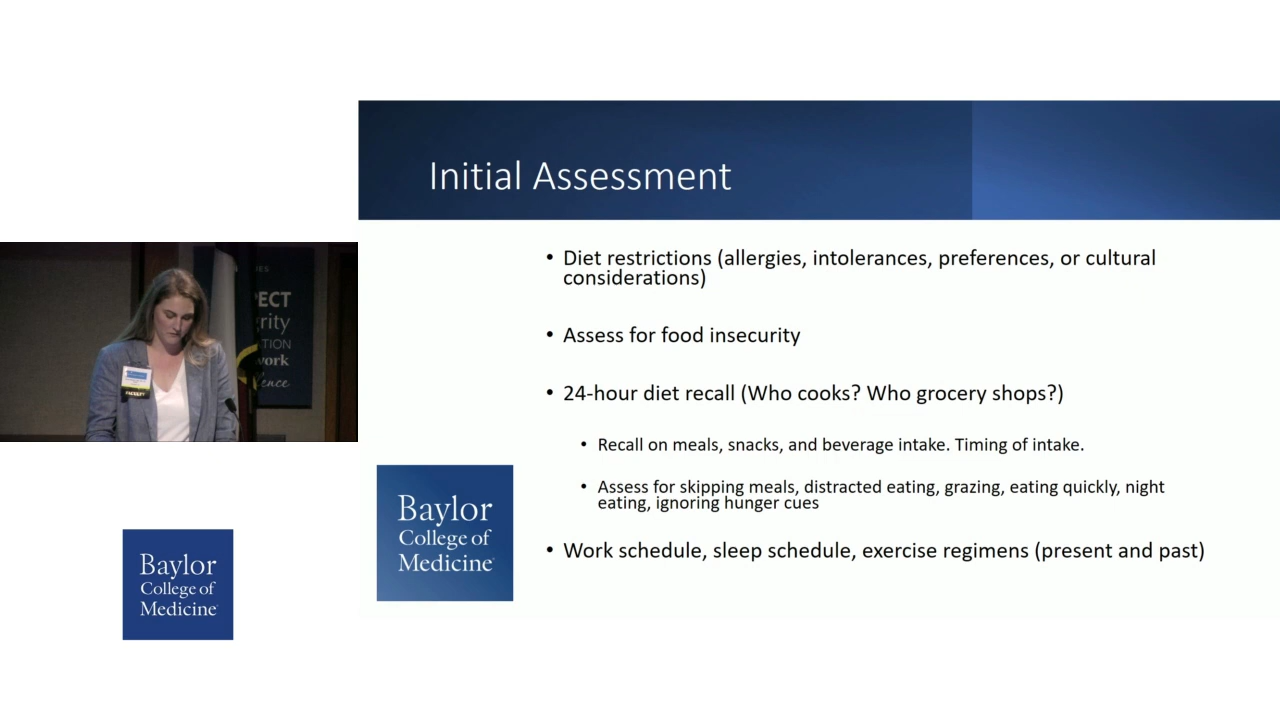 Initial Assessment
• Diet restrictions (allergies, intolerances, preferences, or cultural
considerations)
• Assess for food insecurity
• 24-hour diet recall (Who cooks? Who grocery shops?)
• Recall on meals, snacks, and beverage intake. Timing of intake.
• Assess for skipping meals, distracted eating, grazing, eating quickly, night
eating, ignoring hunger cues
• Work schedule, sleep schedule, exercise regimens (present and past)
Baylor
College of
Medicine
Baylor
College of
Medicine
FACULTY